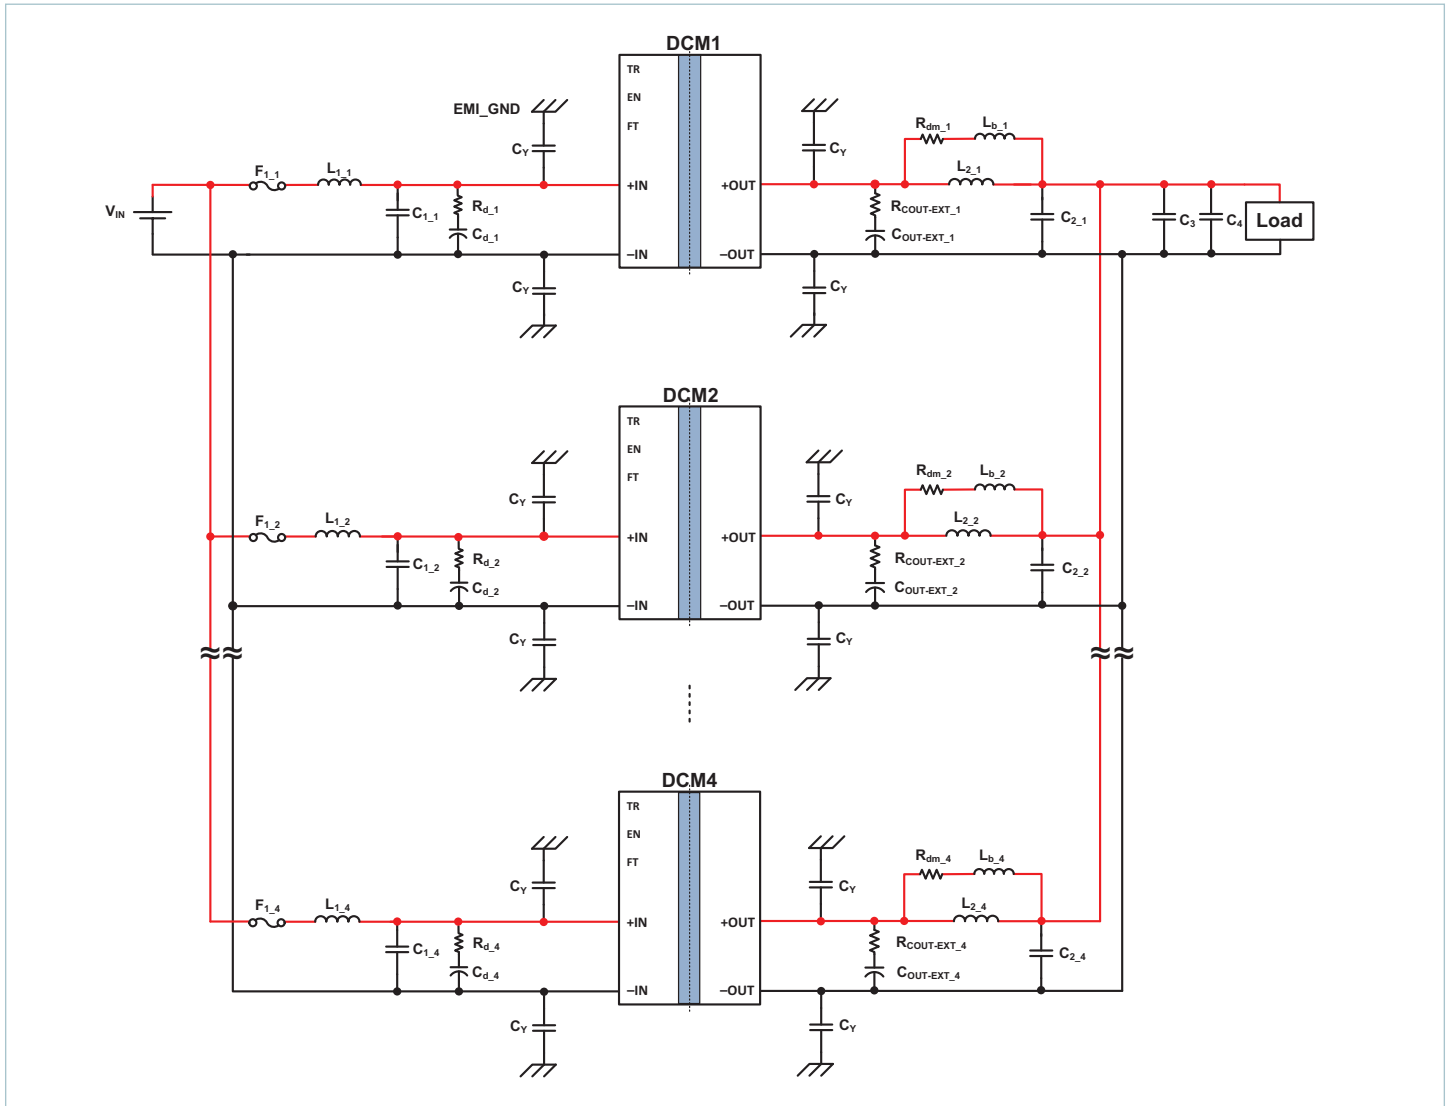 DCM1
TR
EN
FT
+IN
–IN
+OUT
–OUT
EMI_GND
CY
CY
CY
CY
VIN
F1_1
L1_1
C1_1
Rd_1
Cd_1
Rdm_1
Lb_1
L2_1
RCOUT-EXT_1
COUT-EXT_1
C2_1
C3
C4
Load
DCM2
TR
EN
FT
+IN
–IN
+OUT
–OUT
CY
CY
CY
CY
F1_2
L1_2
C1_2
Rd_2
Cd_2
Rdm_2
Lb_2
L2_2
RCOUT-EXT_2
COUT-EXT_2
C2_2
DCM4
TR
EN
FT
+IN
–IN
+OUT
–OUT
CY
CY
CY
CY
F1_4
L1_4
C1_4
Rd_4
Cd_4
Rdm_4
Lb_4
L2_4
RCOUT-EXT_4
COUT-EXT_4
C2_4